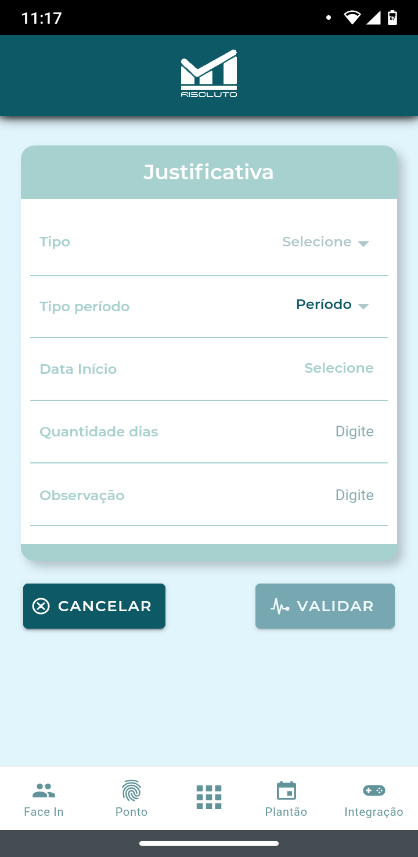 11:17
RISOLUTO
Justificativa
Tipo Selecione
Tipo período Período
Data Início Selecione
Quantidade dias Digite
Observação Digite
CANCELAR VALIDAR
Face In Ponto Plantão Integração